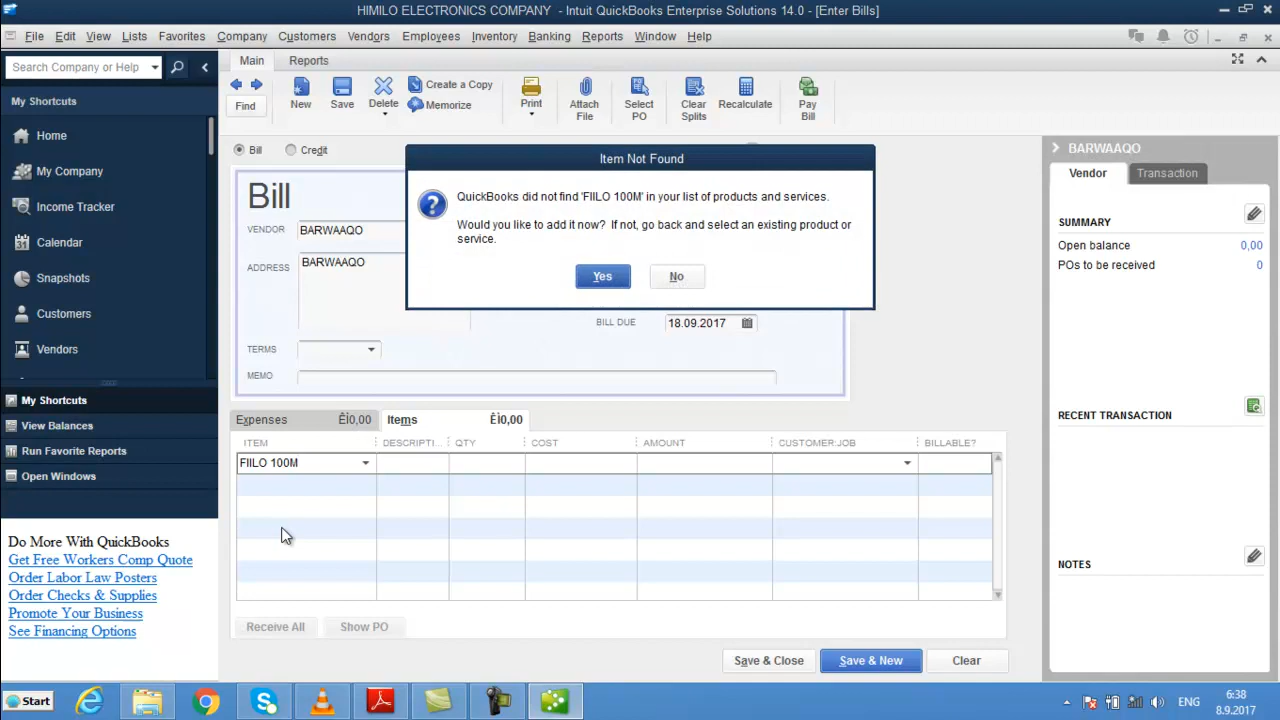 HIMILO ELECTRONICS COMPANY - Intuit QuickBooks Enterprise Solutions 14.0 - [Enter Bills]
File Edit View Lists Favorites Company Customers Vendors Employees Inventory Banking Reports Window Help
Search Company or Help
My Shortcuts
Home
My Company
Income Tracker
Calendar
Snapshots
Customers
Vendors
My Shortcuts
View Balances
Run Favorite Reports
Open Windows
Do More With QuickBooks
Get Free Workers Comp Quote
Order Labor Law Posters
Order Checks & Supplies
Promote Your Business
See Financing Options
Main Reports
Find
New
Save
Delete
Create a Copy
Memorize
Print
Attach
File
Select
PO
Clear
Splits
Recalculate
Pay
Bill
Bill Credit
Bill
VENDOR BARWAAQO
ADDRESS BARWAAQO
BILL DUE 18.09.2017
TERMS
MEMO
Item Not Found
QuickBooks did not find 'FIILO 100M' in your list of products and services.
Would you like to add it now? If not, go back and select an existing product or
service.
Yes No
Expenses ÊÌ0,00 Items ÊÌ0,00
ITEM DESCRIPTI... QTY COST AMOUNT CUSTOMER:JOB BILLABLE?
FIILO 100M
Receive All Show PO
Save & Close Save & New Clear
BARWAAQO
Vendor Transaction
SUMMARY
Open balance 0,00
POs to be received 0
RECENT TRANSACTION
NOTES
Start
ENG
6:38
8.9.2017